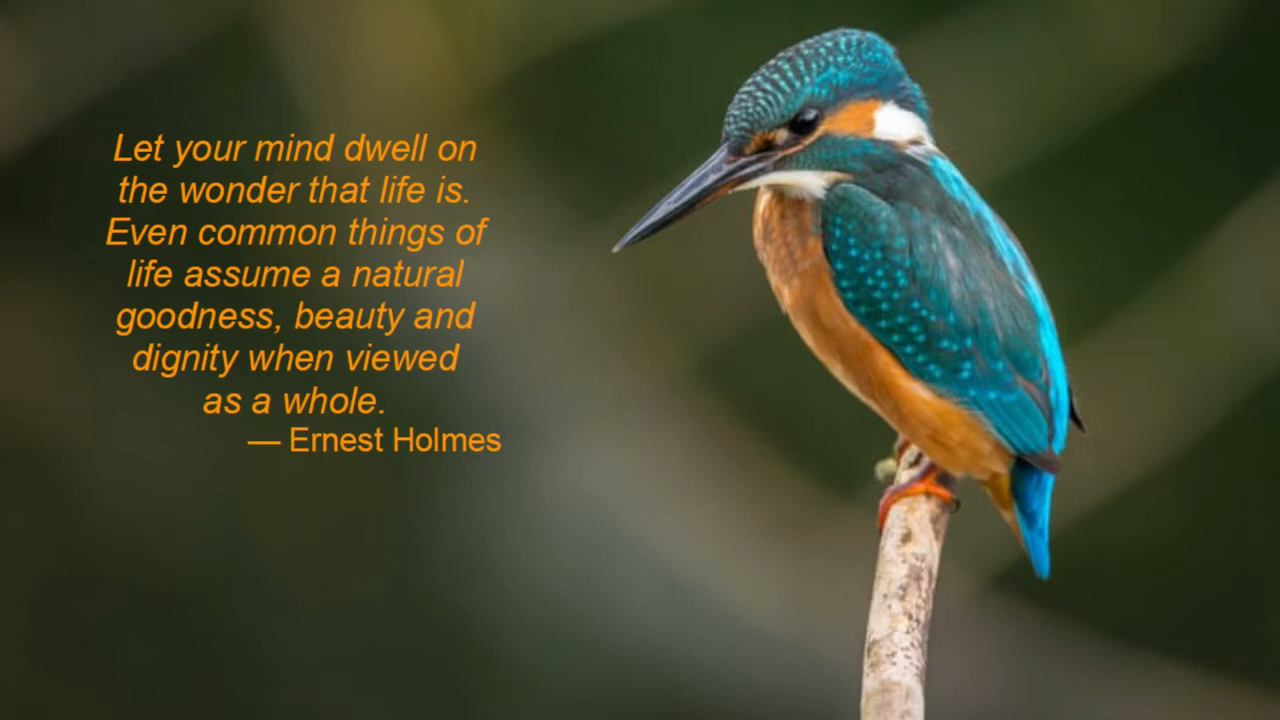 Let your mind dwell on
the wonder that life is.
Even common things of
life assume a natural
goodness, beauty and
dignity when viewed
as a whole.
— Ernest Holmes